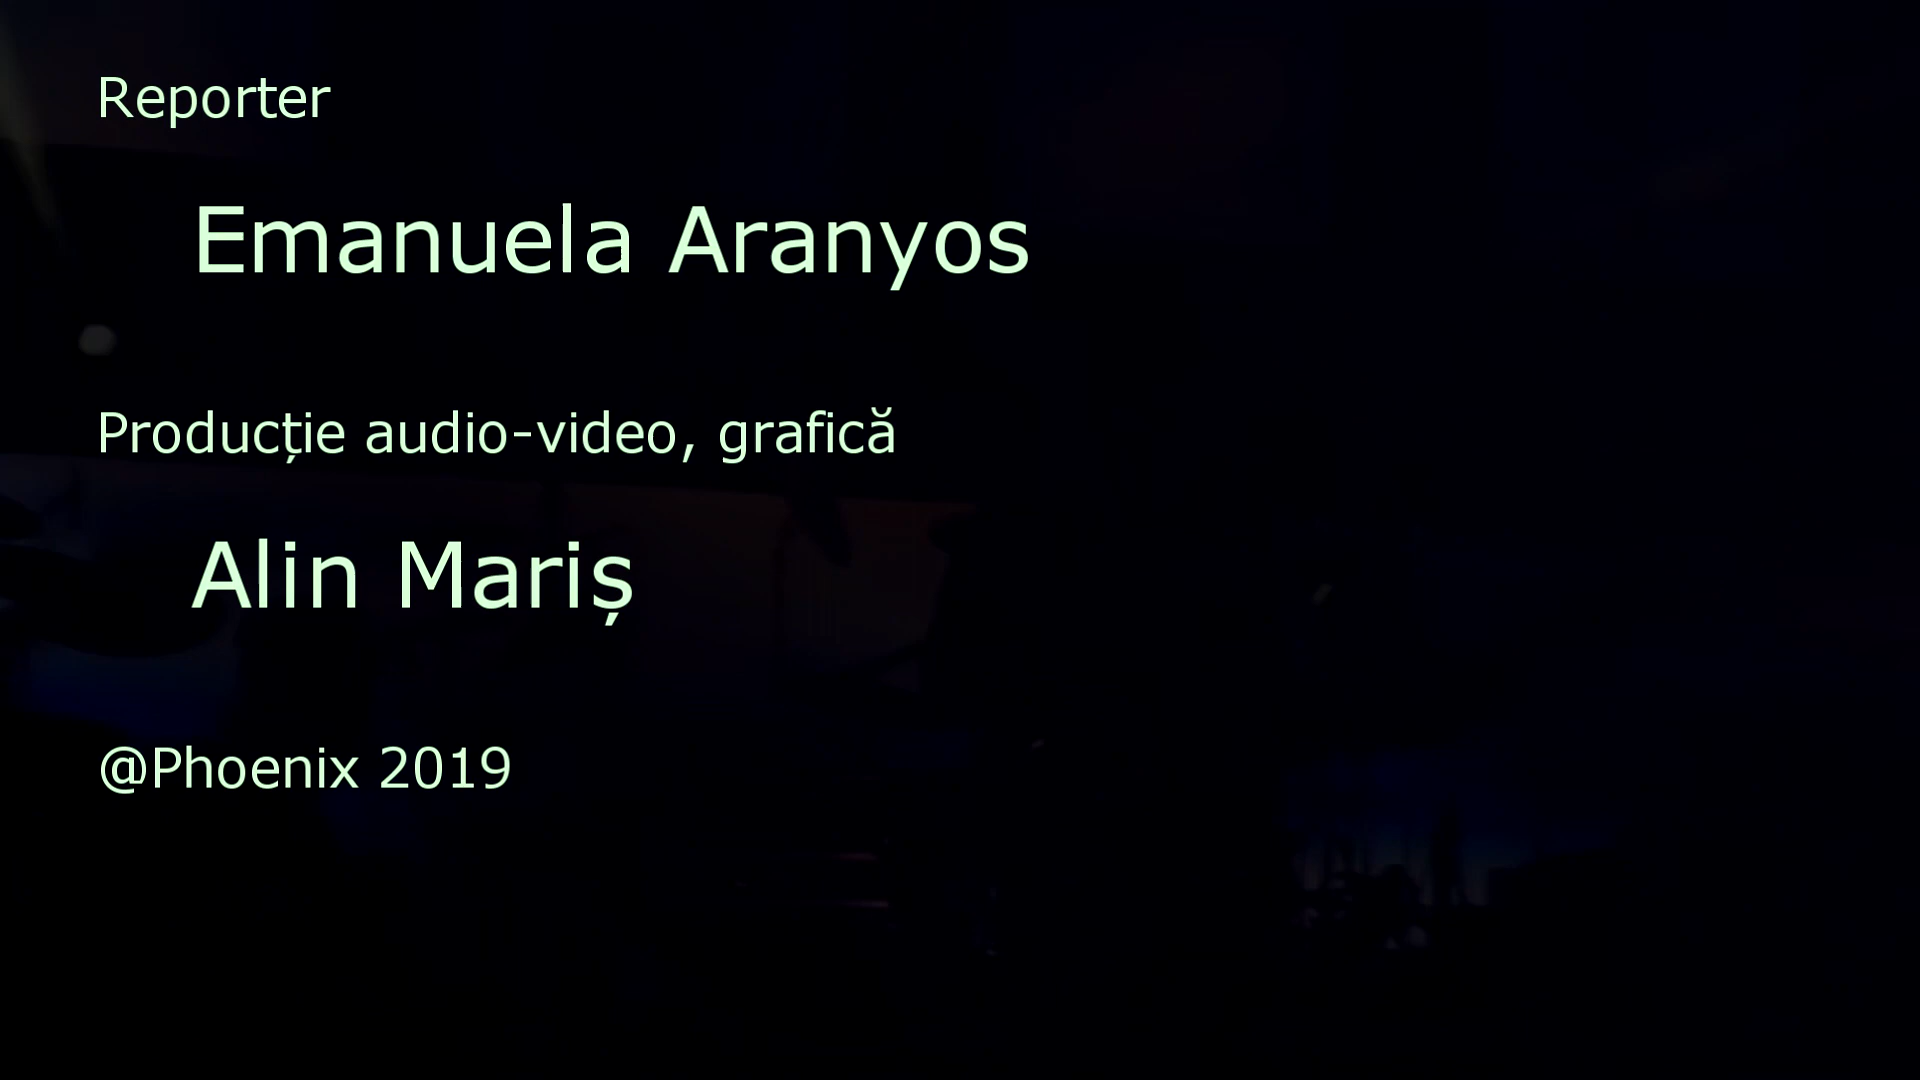 Reporter
Emanuela Aranyos
Producție audio-video, grafică
Alin Mariș
@Phoenix 2019